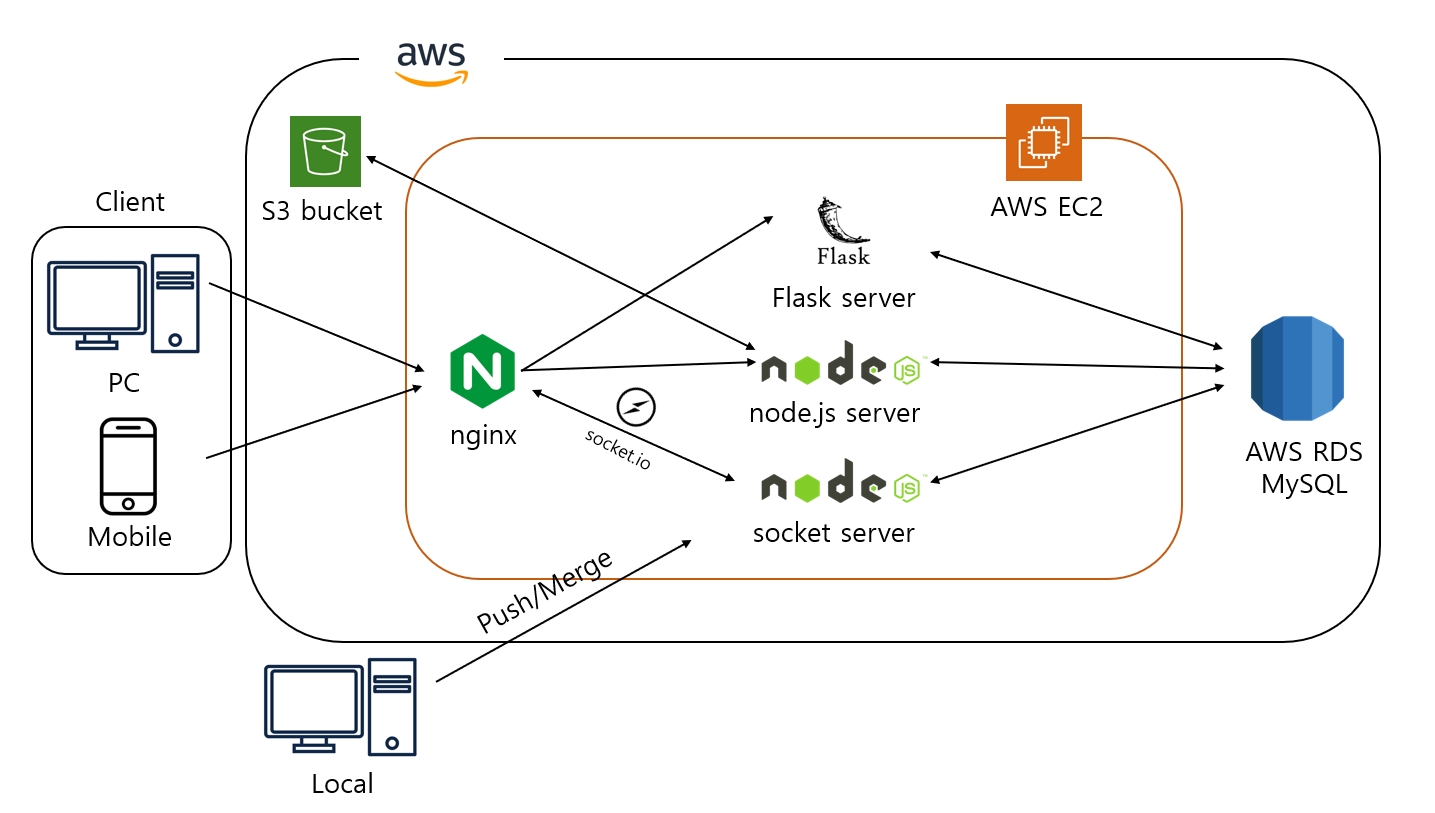 aws
S3 bucket
AWS EC2
Client
PC
Mobile
nginx
Flask
Flask server
node
JS
node.js server
socket.io
node
JS
socket server
AWS RDS
MySQL
Push/Merge
Local